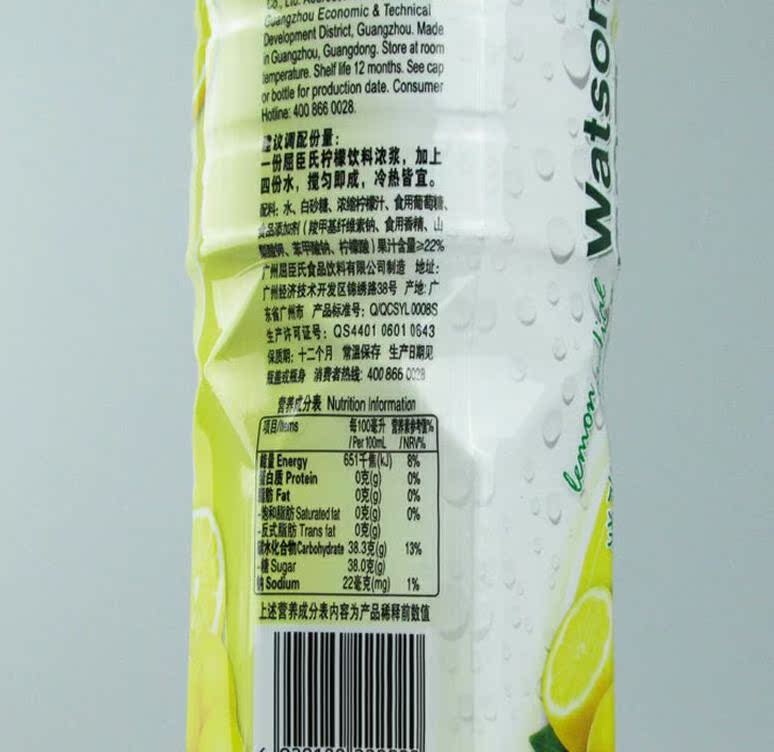 Guangzhou Economic & Technical
Development District, Guangzhou. Made
in Guangzhou, Guangdong. Store at room
temperature. Shelf life 12 months. See cap
or bottle for production date. Consumer
Hotline: 400 866 0028.
建议调配份量：
一份屈臣氏柠檬饮料浓浆，加上
四份水，搅匀即成，冷热皆宜。
配料：水、白砂糖、浓缩柠檬汁、食用葡萄糖、
食品添加剂（羧甲基纤维素钠、食用香精、山
梨酸钾、苯甲酸钠、柠檬酸）果汁含量≥22%
广州屈臣氏食品饮料有限公司制造 地址：
广州经济技术开发区锦绣路38号 产地：广
东省广州市 产品标准号：Q/QCSYL 0008S
生产许可证号：QS4401 0601 0643
保质期：十二个月 常温保存 生产日期见
瓶盖或瓶身 消费者热线: 400 866 0028
营养成分表 Nutrition Information
项目/Items 每100毫升 /Per 100mL 营养素参考值% /NRV%
能量 Energy 651千焦(kJ) 8%
蛋白质 Protein 0克(g) 0%
脂肪 Fat 0克(g) 0%
-饱和脂肪 Saturated fat 0克(g) 0%
-反式脂肪 Trans fat 0克(g)
碳水化合物 Carbohydrate 38.3克(g) 13%
-糖 Sugar 38.0克(g)
钠 Sodium 22毫克(mg) 1%
上述营养成分表内容为产品稀释前数值
Watson
lemon